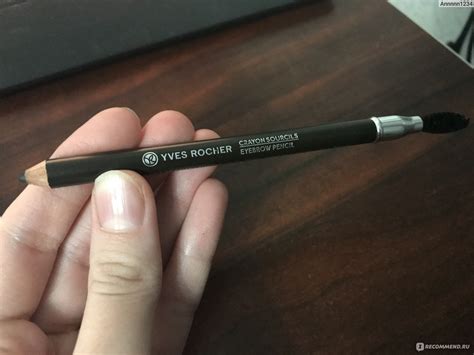 Annnnn1234
YVES ROCHER
CRAYON SOURCILS
EYEBROW PENCIL
RECOMMEND.RU